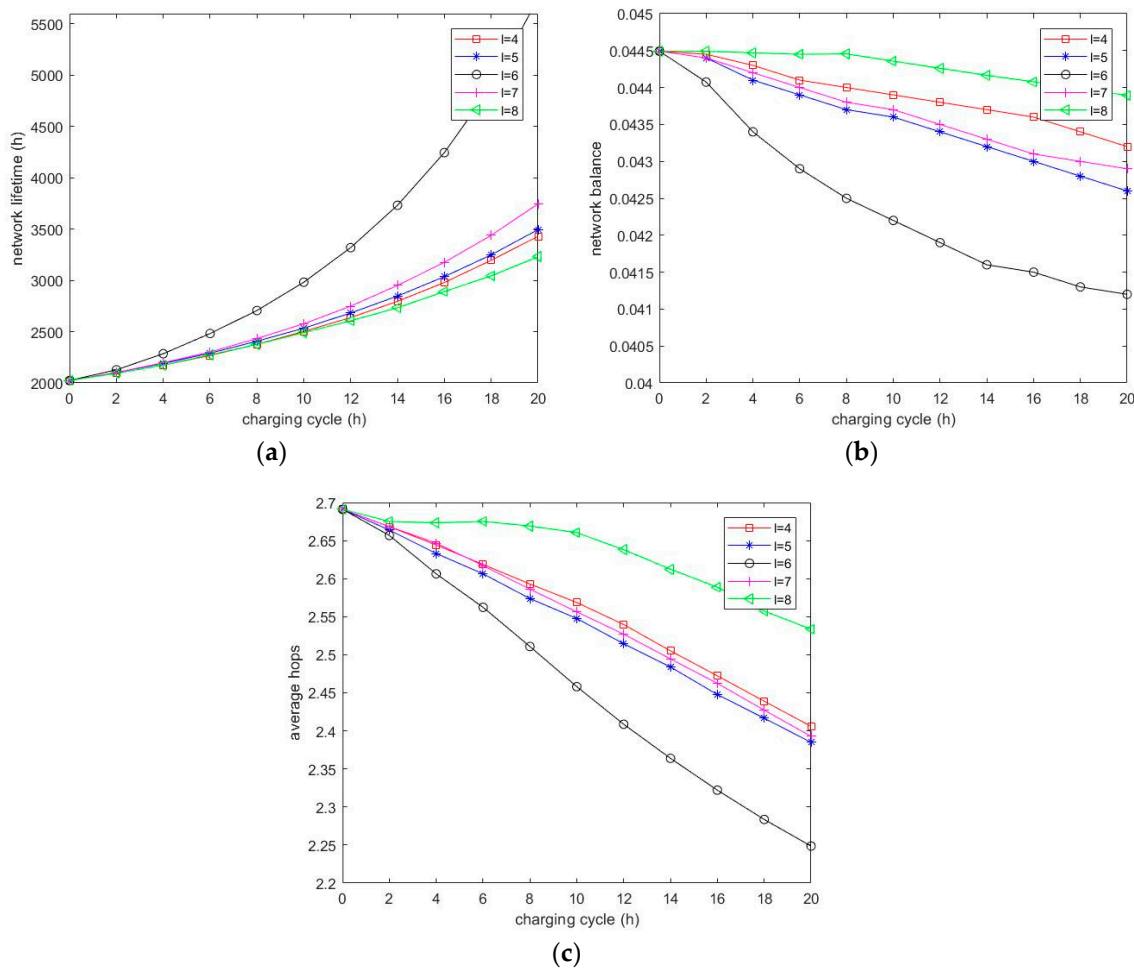 5500
5000
4500
4000
3500
3000
2500
2000
network lifetime (h)
l=4
l=5
l=6
l=7
l=8
0 2 4 6 8 10 12 14 16 18 20
charging cycle (h)
(a)
0.045
0.0445
0.044
0.0435
0.043
0.0425
0.042
0.0415
0.041
0.0405
0.04
network balance
l=4
l=5
l=6
l=7
l=8
0 2 4 6 8 10 12 14 16 18 20
charging cycle (h)
(b)
2.7
2.65
2.6
2.55
2.5
2.45
2.4
2.35
2.3
2.25
2.2
average hops
l=4
l=5
l=6
l=7
l=8
0 2 4 6 8 10 12 14 16 18 20
charging cycle (h)
(c)